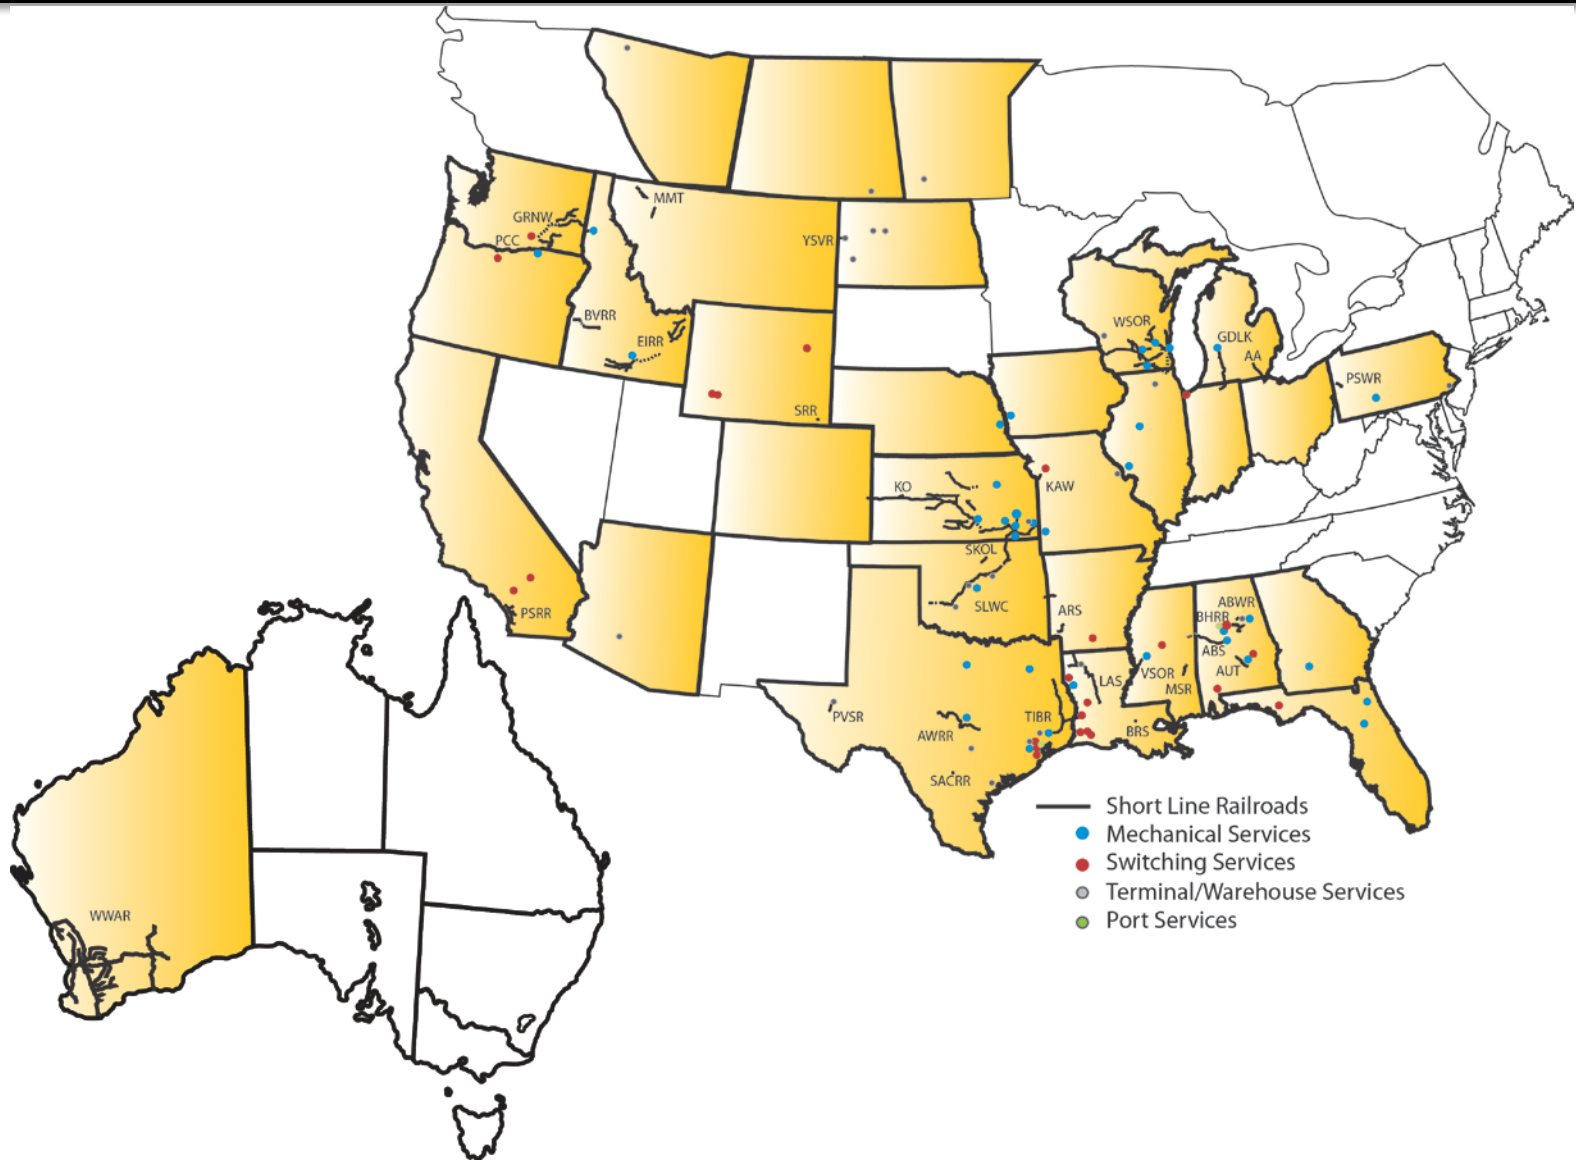 MMT
GRNW
PCC
YSVR
BVRR
EIRR
WSOR
GDLK
AA
PSWR
SRR
KO
KAW
SKOL
SLWC
ARS
PSRR
ABWR
BHRR
ABS
AUT
VSOR
MSR
LAS
BRS
TIBR
PVSR
AWRR
SACRR
WWAR
Short Line Railroads
Mechanical Services
Switching Services
Terminal/Warehouse Services
Port Services